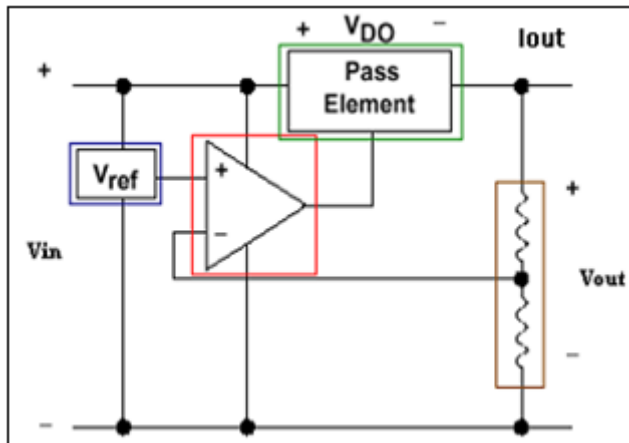 + VDO −
Iout
+
Pass
Element
Vref
+
−
+
Vin
Vout
−
−